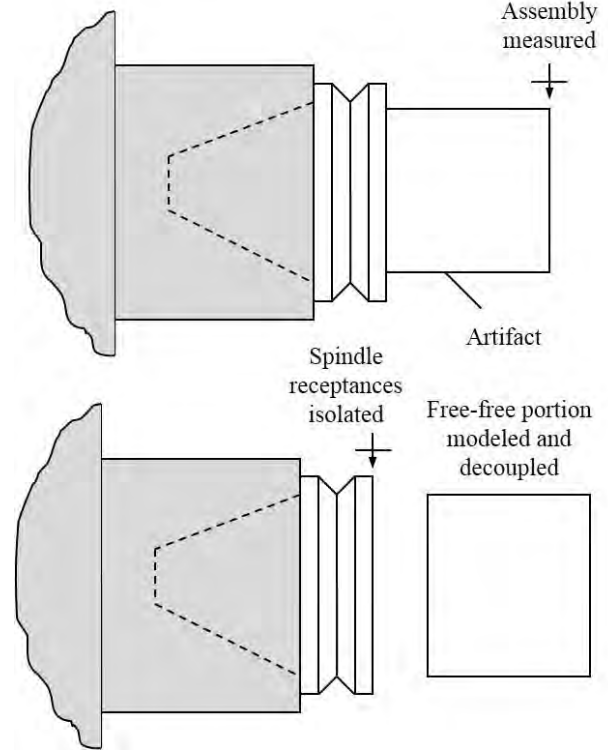 Assembly
measured
Artifact
Spindle
receptances
isolated
Free-free portion
modeled and
decoupled